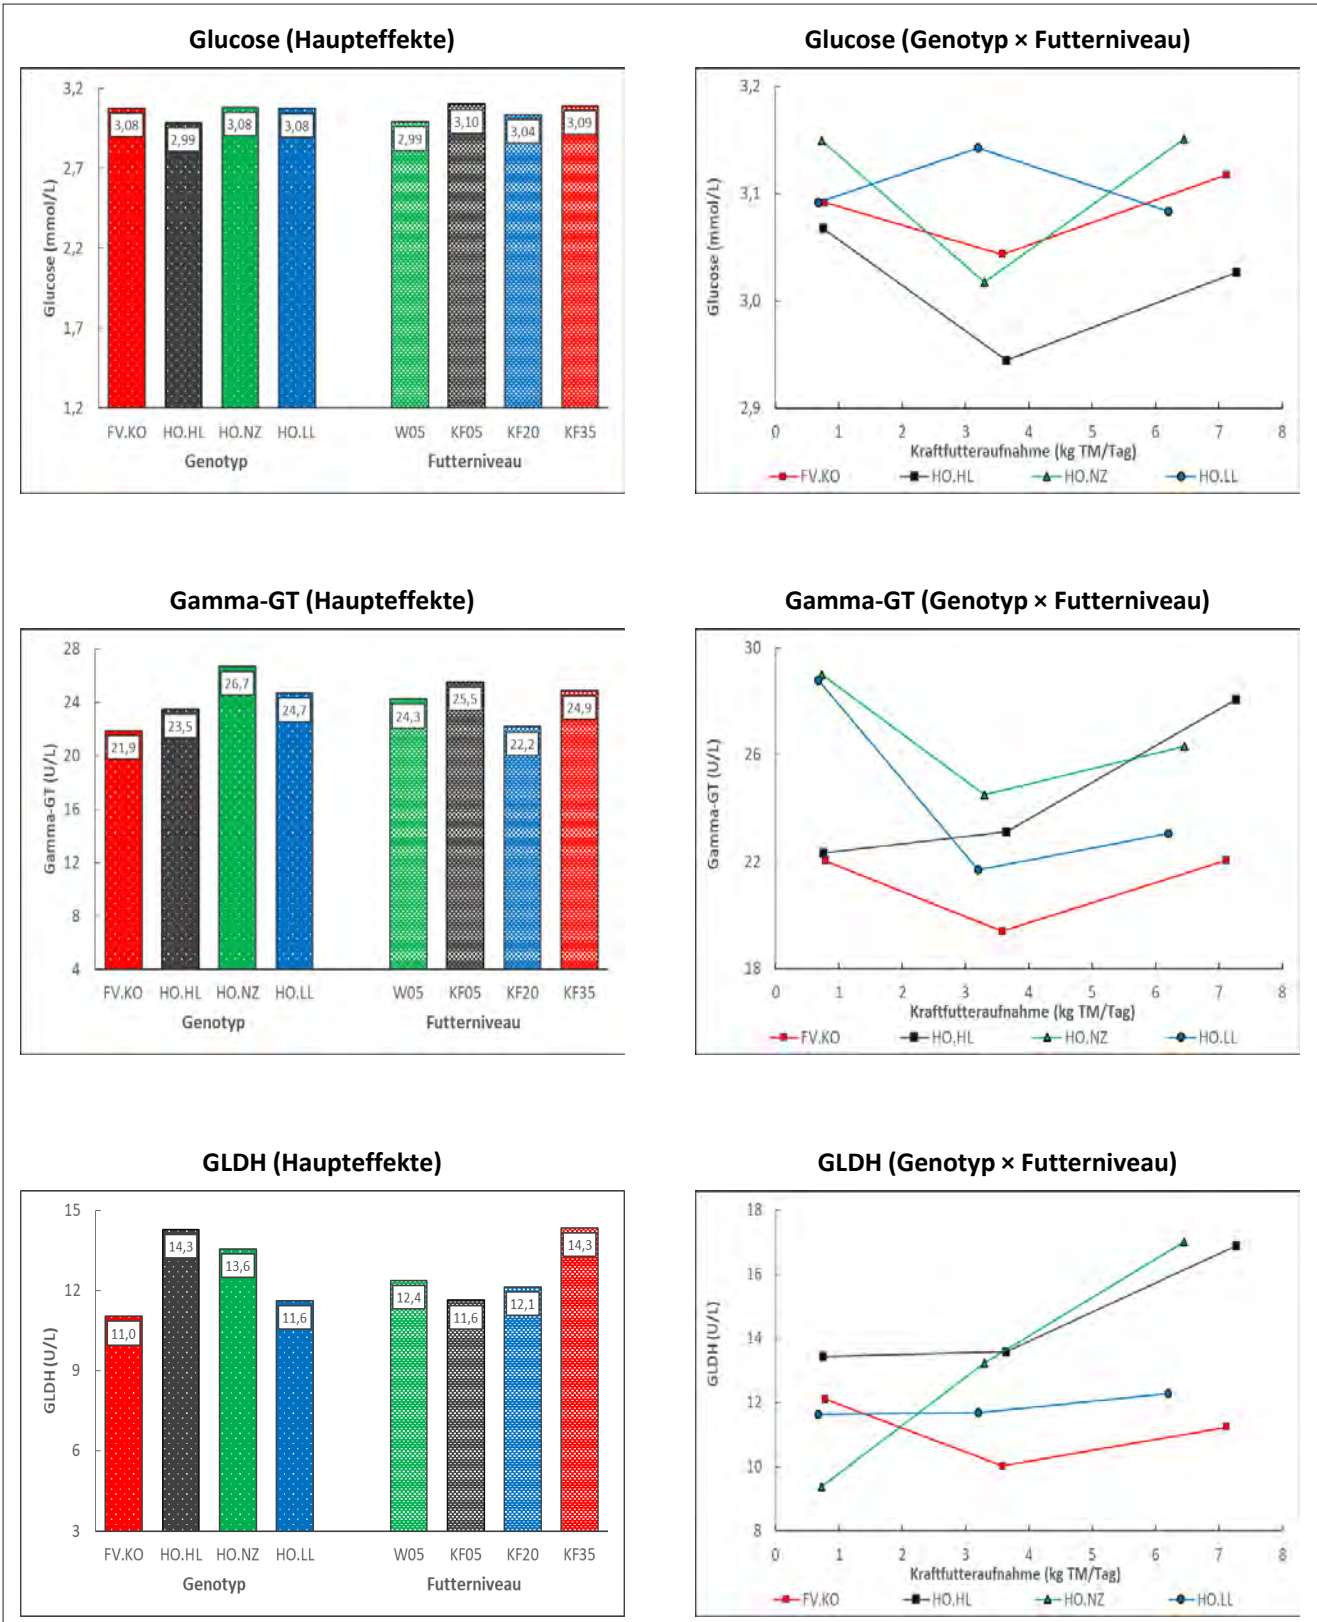 Glucose (Haupteffekte)
Glucose (mmol/L)
3,2
2,7
2,2
1,7
1,2
3,08
2,99
3,08
3,08
2,99
3,10
3,04
3,09
FV.KO HO.HL HO.NZ HO.LL W05 KF05 KF20 KF35
Genotyp Futterniveau
Glucose (Genotyp × Futterniveau)
Glucose (mmol/L)
3,2
3,1
3,0
2,9
0 1 2 3 4 5 6 7 8
Kraftfutteraufnahme (kg TM/Tag)
FV.KO HO.HL HO.NZ HO.LL
Gamma-GT (Haupteffekte)
Gamma-GT (U/L)
28
24
20
16
12
8
4
21,9
23,5
26,7
24,7
24,3
25,5
22,2
24,9
FV.KO HO.HL HO.NZ HO.LL W05 KF05 KF20 KF35
Genotyp Futterniveau
Gamma-GT (Genotyp × Futterniveau)
Gamma-GT (U/L)
30
26
22
18
0 1 2 3 4 5 6 7 8
Kraftfutteraufnahme (kg TM/Tag)
FV.KO HO.HL HO.NZ HO.LL
GLDH (Haupteffekte)
GLDH (U/L)
15
12
9
6
3
11,0
14,3
13,6
11,6
12,4
11,6
12,1
14,3
FV.KO HO.HL HO.NZ HO.LL W05 KF05 KF20 KF35
Genotyp Futterniveau
GLDH (Genotyp × Futterniveau)
GLDH (U/L)
18
16
14
12
10
8
0 1 2 3 4 5 6 7 8
Kraftfutteraufnahme (kg TM/Tag)
FV.KO HO.HL HO.NZ HO.LL